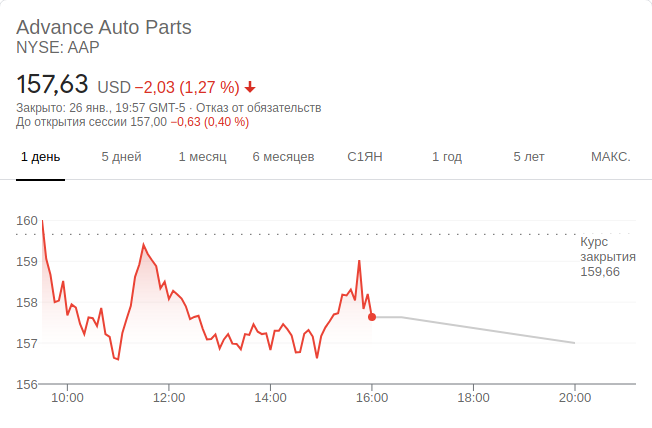 Advance Auto Parts
NYSE: AAP
157,63 USD −2,03 (1,27 %)
Закрыто: 26 янв., 19:57 GMT-5 · Отказ от обязательств
До открытия сессии 157,00 −0,63 (0,40 %)
1 день 5 дней 1 месяц 6 месяцев С1ЯН 1 год 5 лет МАКС.
160
Курс
закрытия
159,66
159
158
157
156
10:00 12:00 14:00 16:00 18:00 20:00